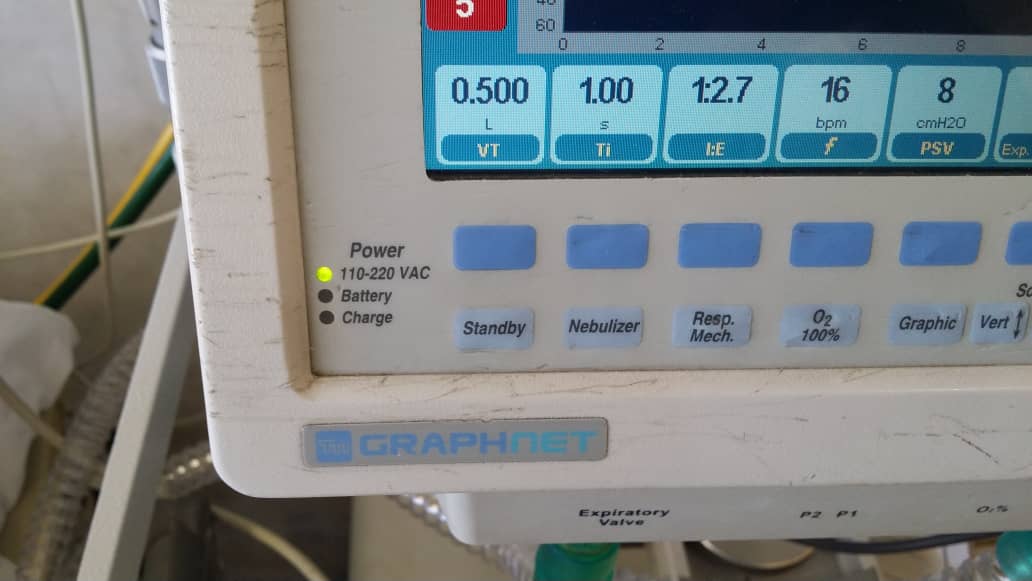 5
40
60
0 2 4 6 8
0.500 1.00 1:2.7 16 8
L s bpm cmH2O
VT Ti I:E f PSV Exp.
Power
110-220 VAC
Battery
Charge
Standby Nebulizer Resp. Mech. O2 100% Graphic Vert
GRAPHNET
Expiratory Valve P2 P1 O2%